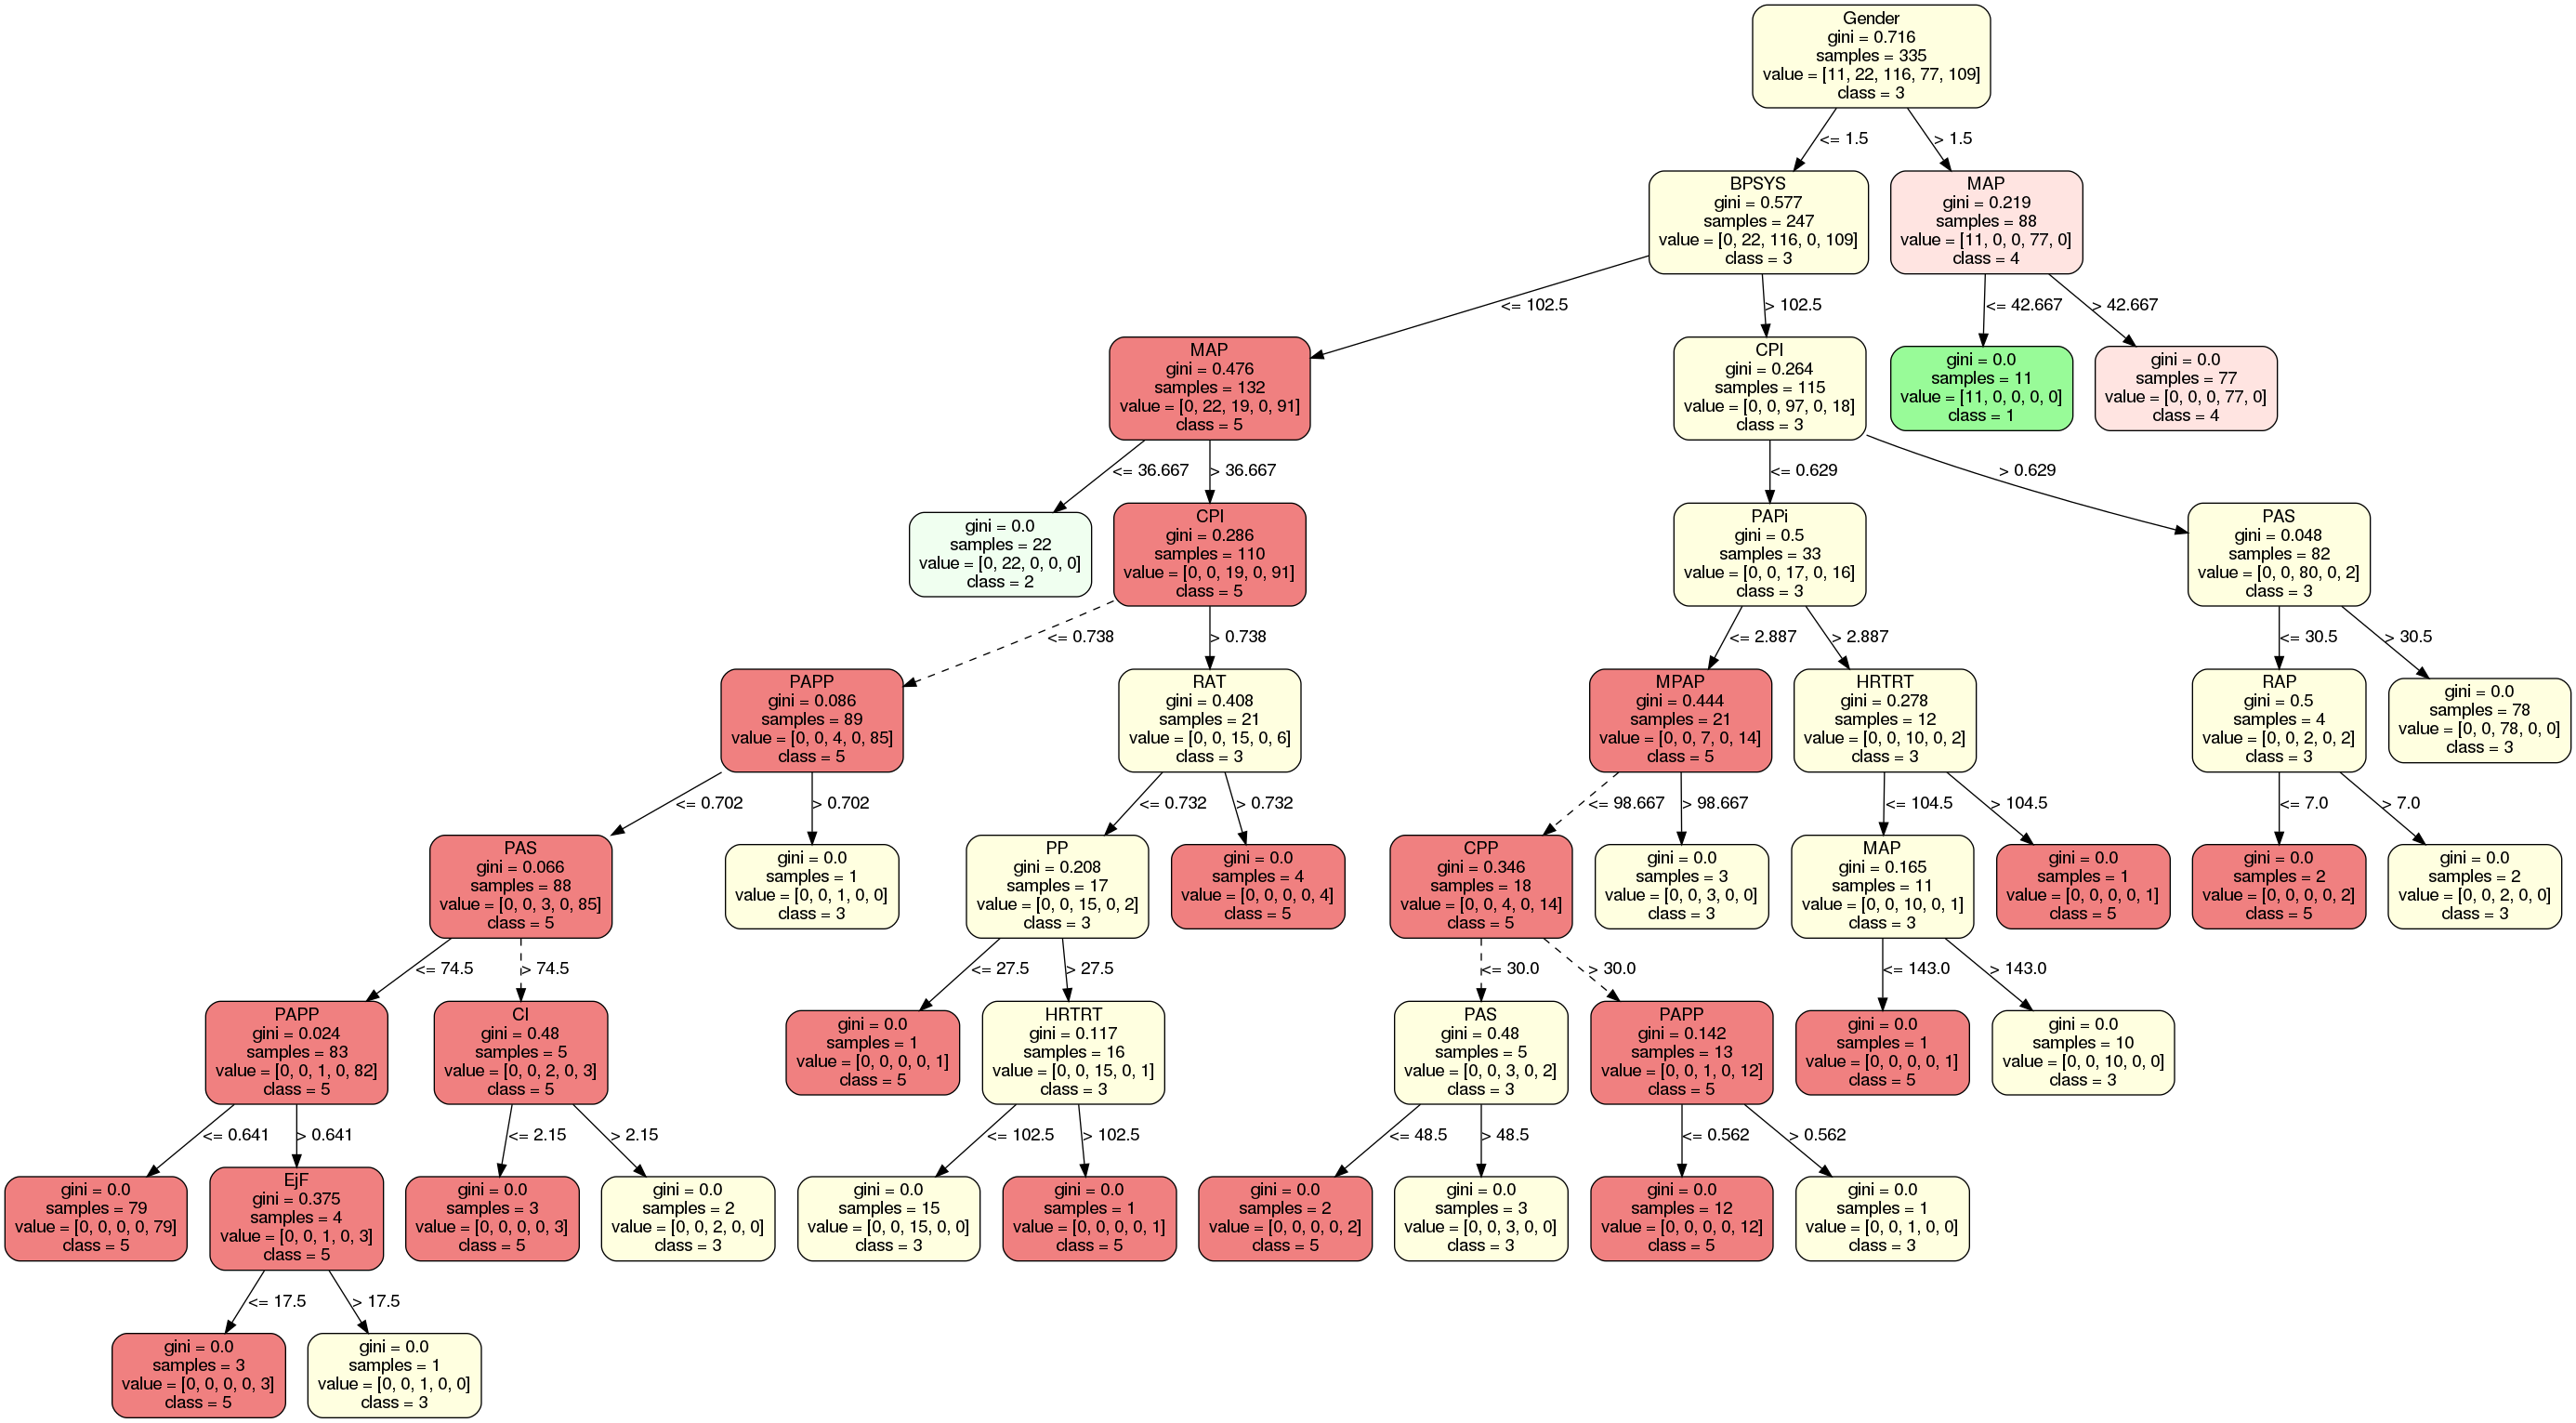 Gender
gini = 0.716
samples = 335
value = [11, 22, 116, 77, 109]
class = 3
<= 1.5
> 1.5
BPSYS
gini = 0.577
samples = 247
value = [0, 22, 116, 0, 109]
class = 3
MAP
gini = 0.219
samples = 88
value = [11, 0, 0, 77, 0]
class = 4
<= 102.5
> 102.5
<= 42.667
> 42.667
MAP
gini = 0.476
samples = 132
value = [0, 22, 19, 0, 91]
class = 5
CPI
gini = 0.264
samples = 115
value = [0, 0, 97, 0, 18]
class = 3
gini = 0.0
samples = 11
value = [11, 0, 0, 0, 0]
class = 1
gini = 0.0
samples = 77
value = [0, 0, 0, 77, 0]
class = 4
<= 36.667
> 36.667
<= 0.629
> 0.629
gini = 0.0
samples = 22
value = [0, 22, 0, 0, 0]
class = 2
CPI
gini = 0.286
samples = 110
value = [0, 0, 19, 0, 91]
class = 5
PAPi
gini = 0.5
samples = 33
value = [0, 0, 17, 0, 16]
class = 3
PAS
gini = 0.048
samples = 82
value = [0, 0, 80, 0, 2]
class = 3
<= 0.738
> 0.738
<= 2.887
> 2.887
<= 30.5
> 30.5
PAPP
gini = 0.086
samples = 89
value = [0, 0, 4, 0, 85]
class = 5
RAT
gini = 0.408
samples = 21
value = [0, 0, 15, 0, 6]
class = 3
MPAP
gini = 0.444
samples = 21
value = [0, 0, 7, 0, 14]
class = 5
HRTRT
gini = 0.278
samples = 12
value = [0, 0, 10, 0, 2]
class = 3
RAP
gini = 0.5
samples = 4
value = [0, 0, 2, 0, 2]
class = 3
gini = 0.0
samples = 78
value = [0, 0, 78, 0, 0]
class = 3
<= 0.702
> 0.702
<= 0.732
> 0.732
<= 98.667
> 98.667
<= 104.5
> 104.5
<= 7.0
> 7.0
PAS
gini = 0.066
samples = 88
value = [0, 0, 3, 0, 85]
class = 5
gini = 0.0
samples = 1
value = [0, 0, 1, 0, 0]
class = 3
PP
gini = 0.208
samples = 17
value = [0, 0, 15, 0, 2]
class = 3
gini = 0.0
samples = 4
value = [0, 0, 0, 0, 4]
class = 5
CPP
gini = 0.346
samples = 18
value = [0, 0, 4, 0, 14]
class = 5
gini = 0.0
samples = 3
value = [0, 0, 3, 0, 0]
class = 3
MAP
gini = 0.165
samples = 11
value = [0, 0, 10, 0, 1]
class = 3
gini = 0.0
samples = 1
value = [0, 0, 0, 0, 1]
class = 5
gini = 0.0
samples = 2
value = [0, 0, 0, 0, 2]
class = 5
gini = 0.0
samples = 2
value = [0, 0, 2, 0, 0]
class = 3
<= 74.5
> 74.5
<= 27.5
> 27.5
<= 30.0
> 30.0
<= 143.0
> 143.0
PAPP
gini = 0.024
samples = 83
value = [0, 0, 1, 0, 82]
class = 5
CI
gini = 0.48
samples = 5
value = [0, 0, 2, 0, 3]
class = 5
gini = 0.0
samples = 1
value = [0, 0, 0, 0, 1]
class = 5
HRTRT
gini = 0.117
samples = 16
value = [0, 0, 15, 0, 1]
class = 3
PAS
gini = 0.48
samples = 5
value = [0, 0, 3, 0, 2]
class = 3
PAPP
gini = 0.142
samples = 13
value = [0, 0, 1, 0, 12]
class = 5
gini = 0.0
samples = 1
value = [0, 0, 0, 0, 1]
class = 5
gini = 0.0
samples = 10
value = [0, 0, 10, 0, 0]
class = 3
<= 0.641
> 0.641
<= 2.15
> 2.15
<= 102.5
> 102.5
<= 48.5
> 48.5
<= 0.562
> 0.562
gini = 0.0
samples = 79
value = [0, 0, 0, 0, 79]
class = 5
EjF
gini = 0.375
samples = 4
value = [0, 0, 1, 0, 3]
class = 5
gini = 0.0
samples = 3
value = [0, 0, 0, 0, 3]
class = 5
gini = 0.0
samples = 2
value = [0, 0, 2, 0, 0]
class = 3
gini = 0.0
samples = 15
value = [0, 0, 15, 0, 0]
class = 3
gini = 0.0
samples = 1
value = [0, 0, 0, 0, 1]
class = 5
gini = 0.0
samples = 2
value = [0, 0, 0, 0, 2]
class = 5
gini = 0.0
samples = 3
value = [0, 0, 3, 0, 0]
class = 3
gini = 0.0
samples = 12
value = [0, 0, 0, 0, 12]
class = 5
gini = 0.0
samples = 1
value = [0, 0, 1, 0, 0]
class = 3
<= 17.5
> 17.5
gini = 0.0
samples = 3
value = [0, 0, 0, 0, 3]
class = 5
gini = 0.0
samples = 1
value = [0, 0, 1, 0, 0]
class = 3